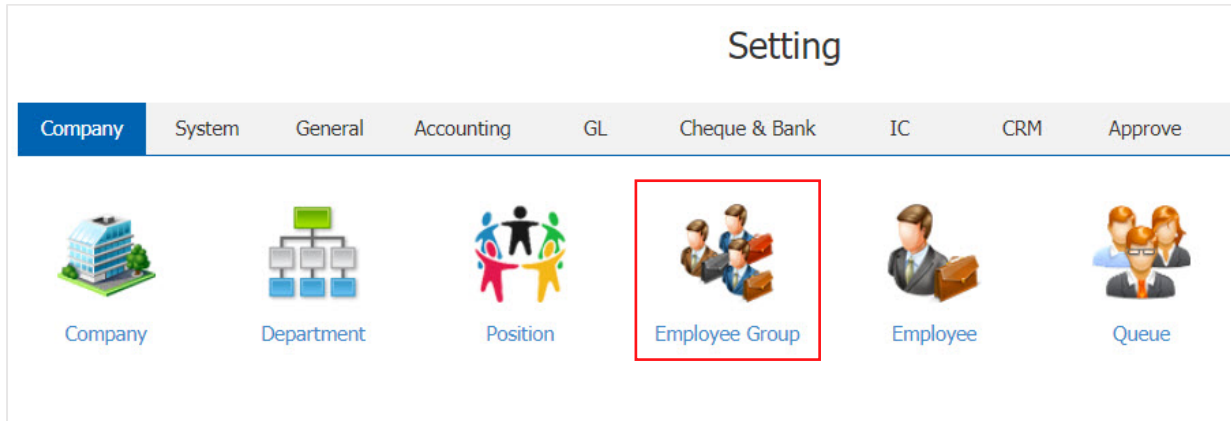 Setting
Company System General Accounting GL Cheque & Bank IC CRM Approve
Company Department Position Employee Group Employee Queue